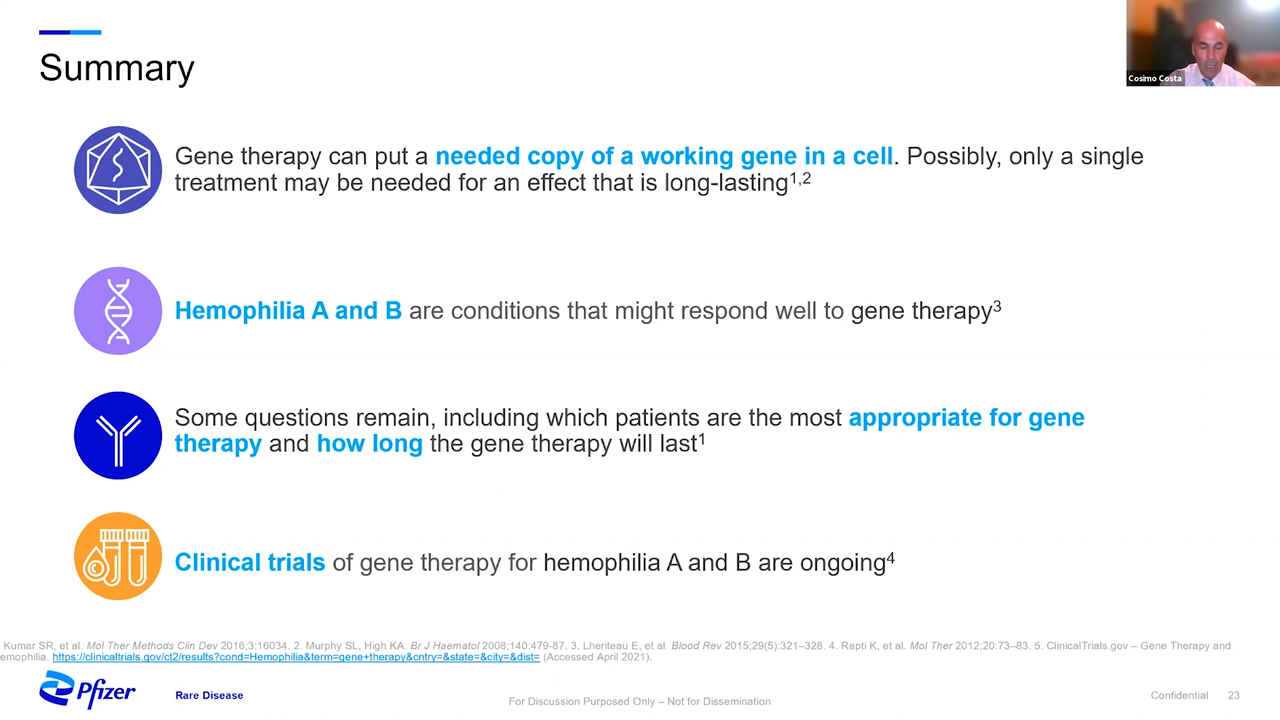 Cosimo Costa
Summary
Gene therapy can put a needed copy of a working gene in a cell. Possibly, only a single
treatment may be needed for an effect that is long-lasting1,2
Hemophilia A and B are conditions that might respond well to gene therapy3
Some questions remain, including which patients are the most appropriate for gene
therapy and how long the gene therapy will last1
Clinical trials of gene therapy for hemophilia A and B are ongoing4
Kumar SR, et al. Mol Ther Methods Clin Dev 2016;3:16034. 2. Murphy SL, High KA. Br J Haematol 2008;140:479-87. 3. Lheriteau E, et al. Blood Rev 2015;29(5):321–328. 4. Rapti K, et al. Mol Ther 2012;20:73–83. 5. ClinicalTrials.gov – Gene Therapy and
emophilia. https://clinicaltrials.gov/ct2/results?cond=Hemophilia&term=gene+therapy&cntry=&state=&city=&dist= (Accessed April 2021).
Pfizer
Rare Disease
For Discussion Purposed Only – Not for Dissemination
Confidential 23